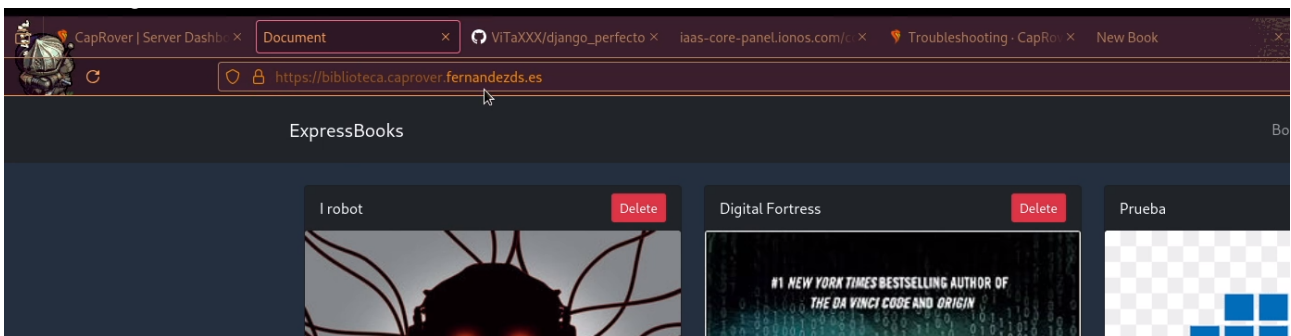 CapRover | Server Dashbo
Document
ViTaXXX/django_perfecto
iaas-core-panel.ionos.com/c
Troubleshooting · CapRov
New Book
https://biblioteca.caprover.fernandezds.es
ExpressBooks
Bo
I robot
Delete
Digital Fortress
Delete
Prueba
#1 NEW YORK TIMES BESTSELLING AUTHOR OF
THE DA VINCI CODE AND ORIGIN